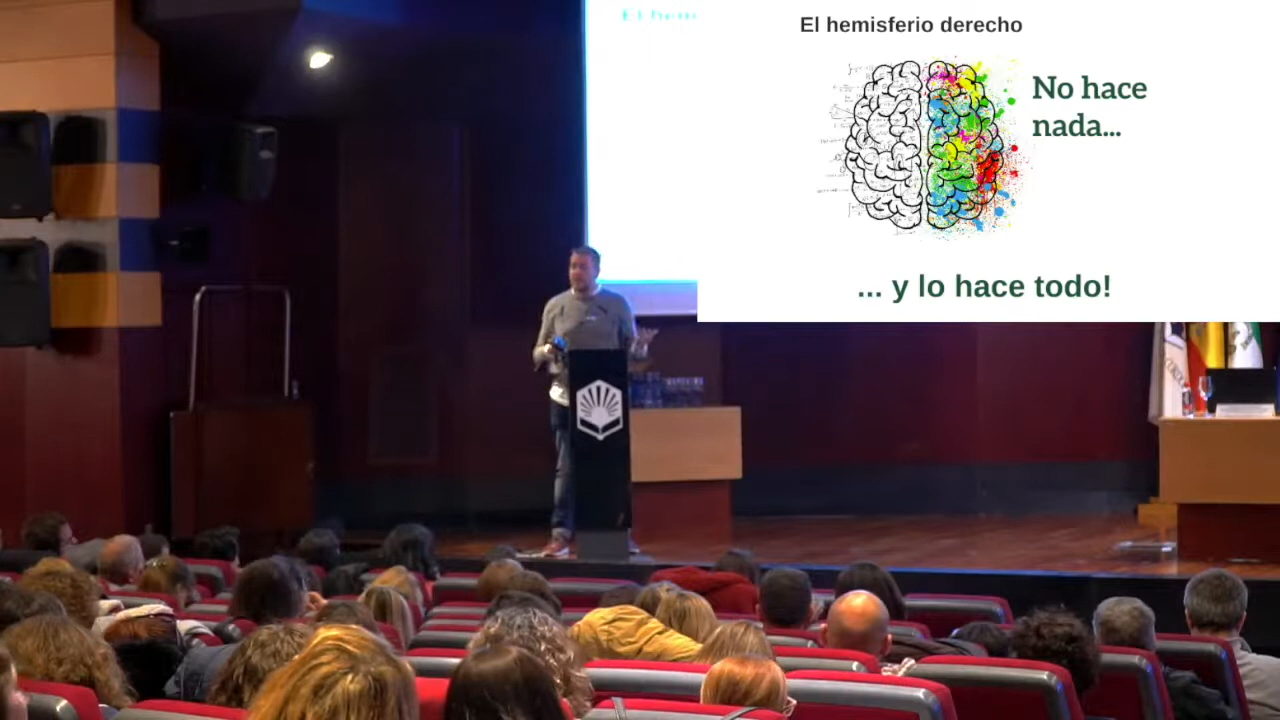 El hemisferio derecho
No hace
nada...
... y lo hace todo!